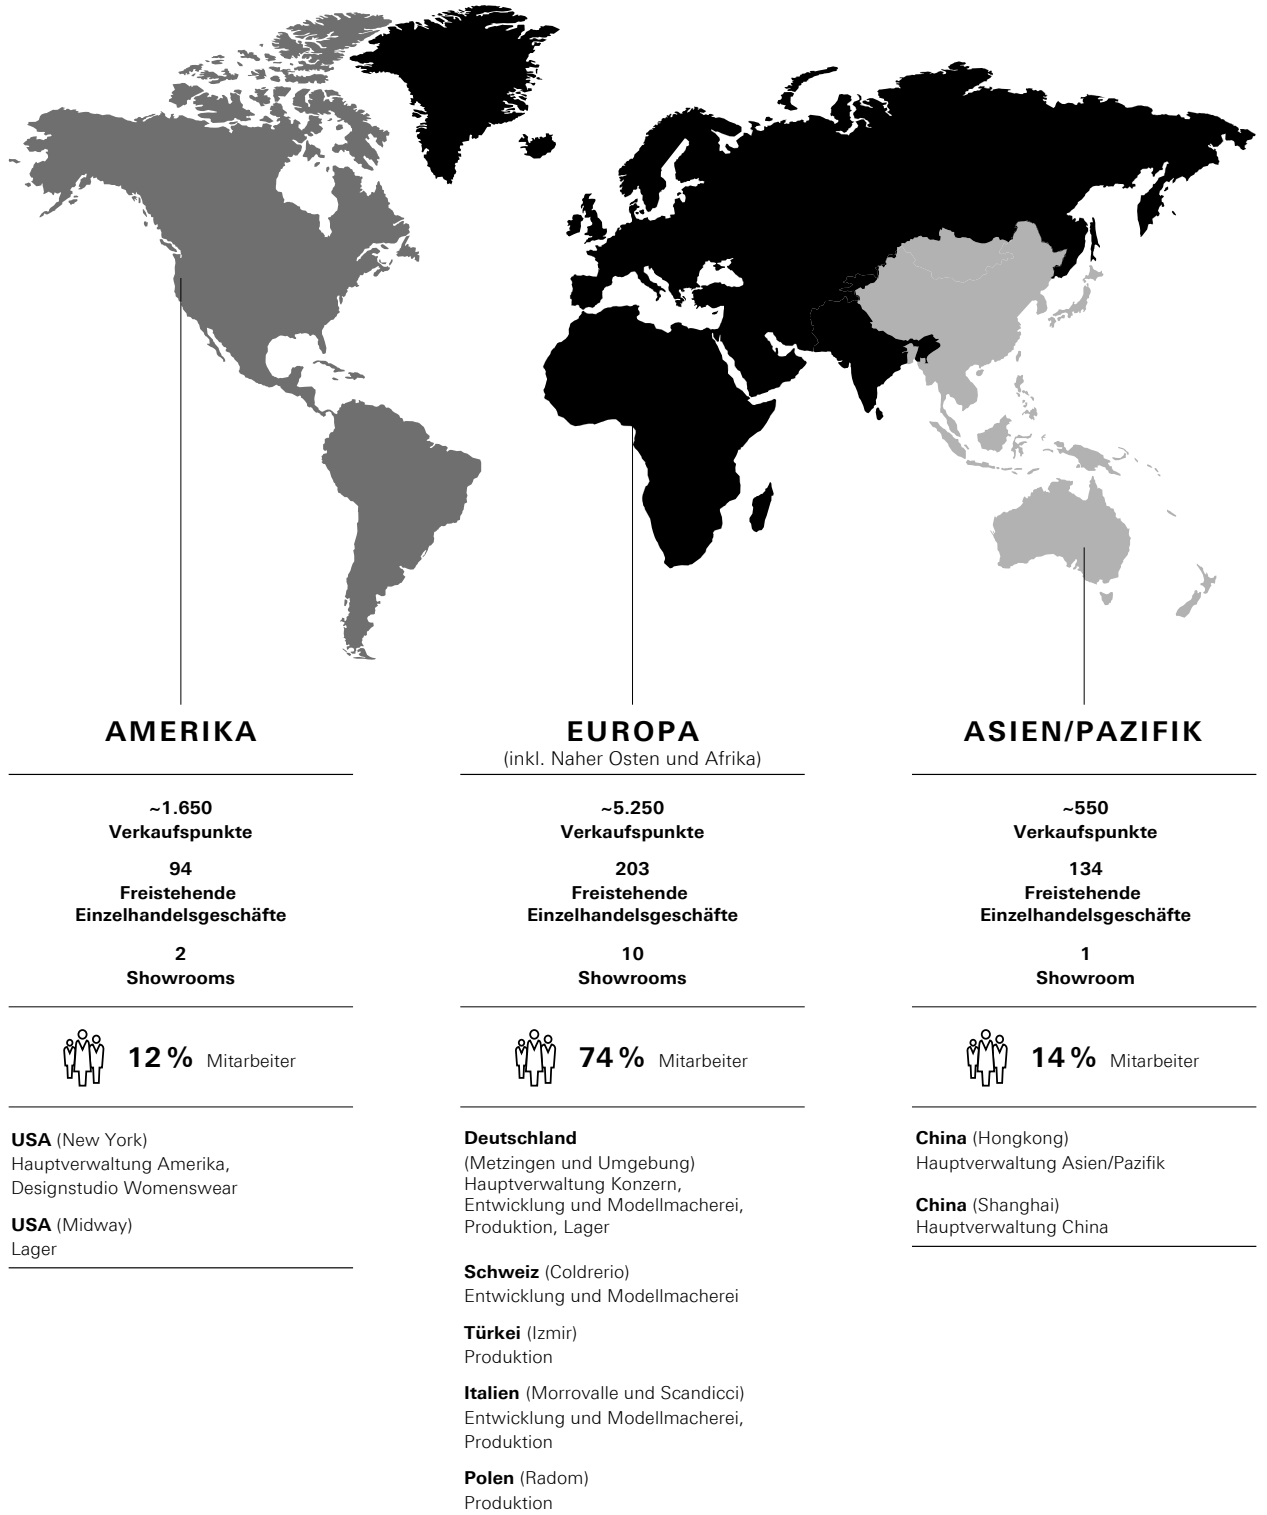 AMERIKA
~1.650
Verkaufspunkte
94
Freistehende
Einzelhandelsgeschäfte
2
Showrooms
12 % Mitarbeiter
USA (New York)
Hauptverwaltung Amerika,
Designstudio Womenswear
USA (Midway)
Lager
EUROPA
(inkl. Naher Osten und Afrika)
~5.250
Verkaufspunkte
203
Freistehende
Einzelhandelsgeschäfte
10
Showrooms
74 % Mitarbeiter
Deutschland
(Metzingen und Umgebung)
Hauptverwaltung Konzern,
Entwicklung und Modellmacherei,
Produktion, Lager
Schweiz (Coldrerio)
Entwicklung und Modellmacherei
Türkei (Izmir)
Produktion
Italien (Morrovalle und Scandicci)
Entwicklung und Modellmacherei,
Produktion
Polen (Radom)
Produktion
ASIEN/PAZIFIK
~550
Verkaufspunkte
134
Freistehende
Einzelhandelsgeschäfte
1
Showroom
14 % Mitarbeiter
China (Hongkong)
Hauptverwaltung Asien/Pazifik
China (Shanghai)
Hauptverwaltung China